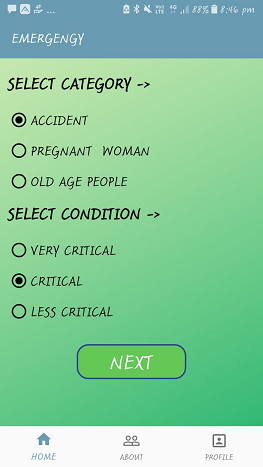 88% 8:46 pm
EMERGENGY
SELECT CATEGORY ->
ACCIDENT
PREGNANT WOMAN
OLD AGE PEOPLE
SELECT CONDITION ->
VERY CRITICAL
CRITICAL
LESS CRITICAL
NEXT
HOME ABOUT PROFILE